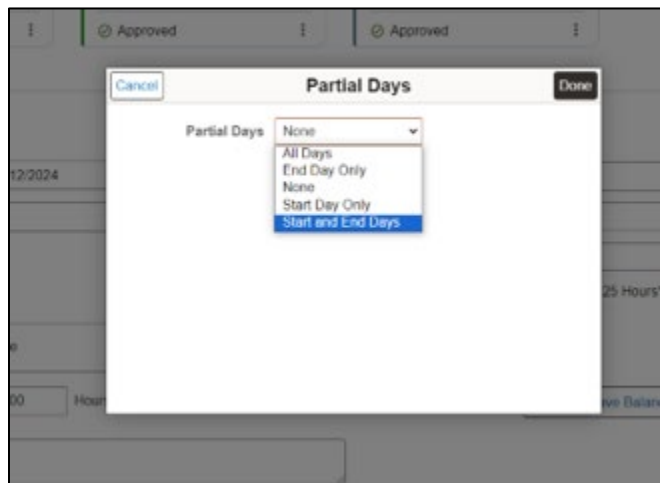 Approved
Approved
Cancel
Partial Days
Done
Partial Days
None
All Days
12/2024
End Day Only
None
Start Day Only
Start and End Days
25 Hours
00
Hour
ve Balan